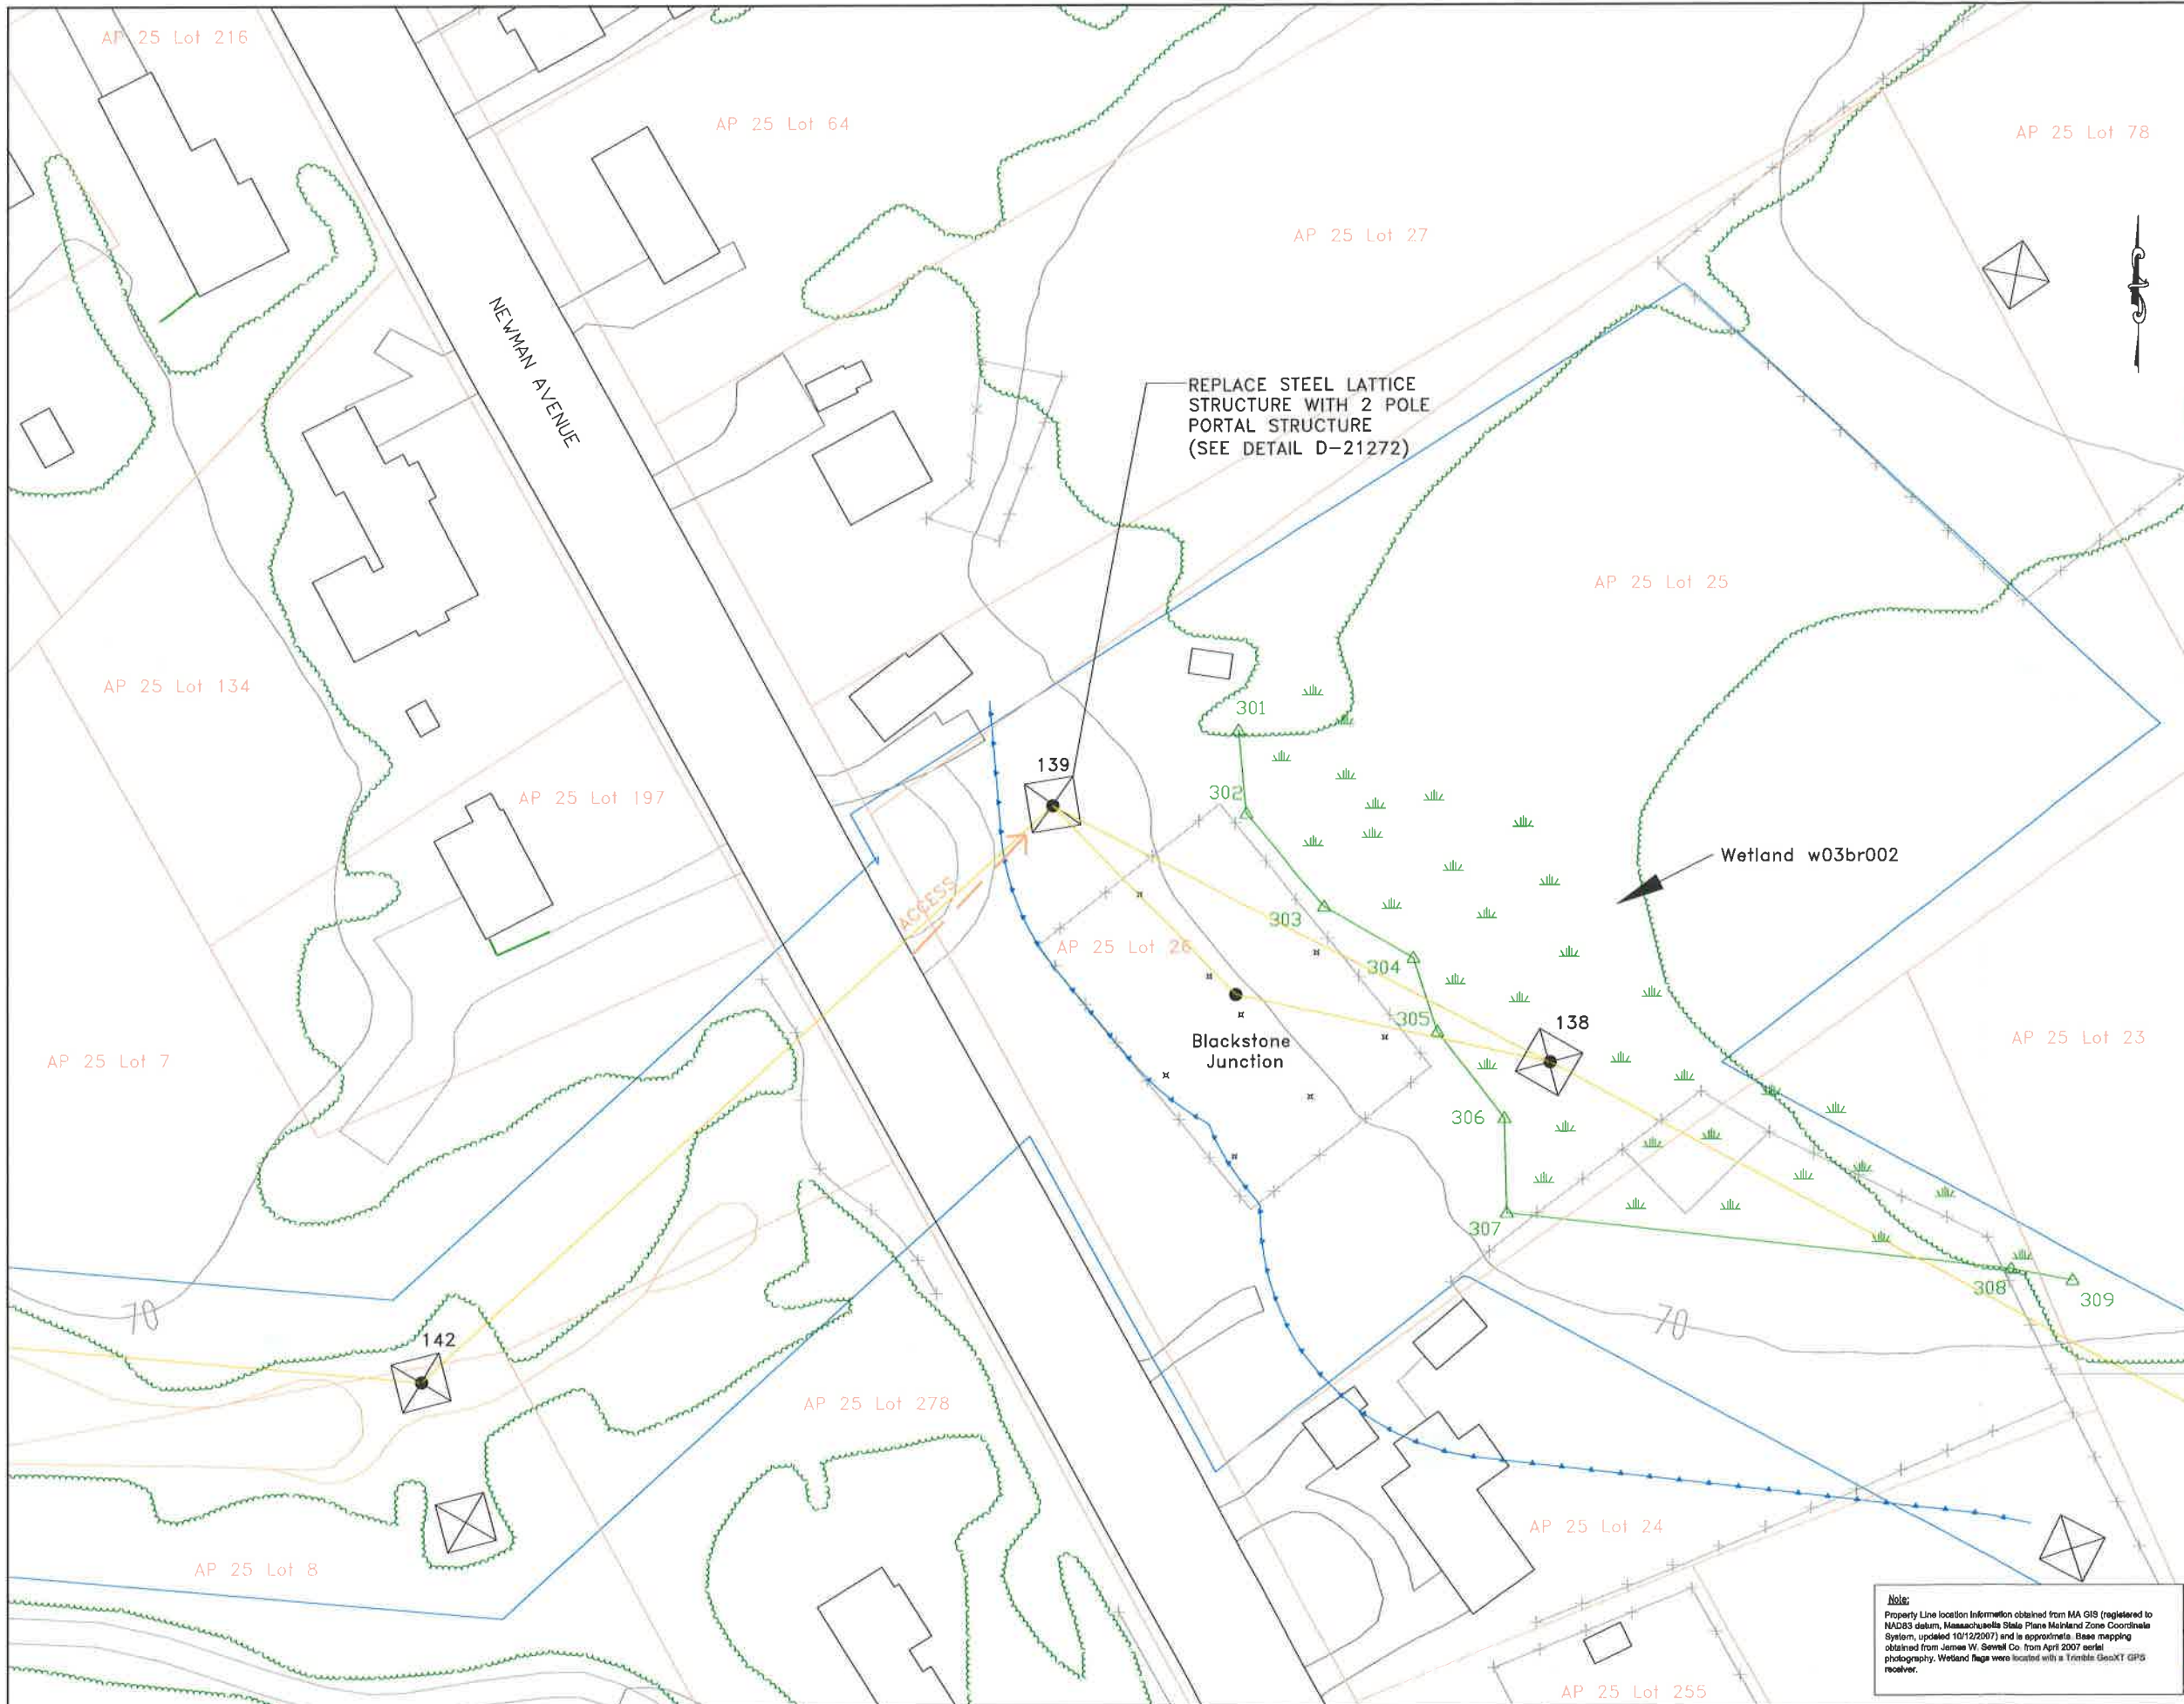 AP 25 Lot 216
AP 25 Lot 64
AP 25 Lot 78
AP 25 Lot 27
NEWMAN AVENUE
REPLACE STEEL LATTICE
STRUCTURE WITH 2 POLE
PORTAL STRUCTURE
(SEE DETAIL D-21272)
AP 25 Lot 25
AP 25 Lot 134
301
139
AP 25 Lot 197
302
Wetland w03br002
ACCESS
303
AP 25 Lot 26
304
305
138
Blackstone
Junction
AP 25 Lot 23
AP 25 Lot 7
306
307
308
309
70
70
142
AP 25 Lot 278
AP 25 Lot 24
AP 25 Lot 8
Note:
Property Line location information obtained from MA GIS (registered to
NAD83 datum, Massachusetts State Plane Mainland Zone Coordinate
System, updated 10/12/2007) and is approximate. Base mapping
obtained from James W. Sewell Co. from April 2007 aerial
photography. Wetland flags were located with a Trimble GeoXT GPS
receiver.
AP 25 Lot 255